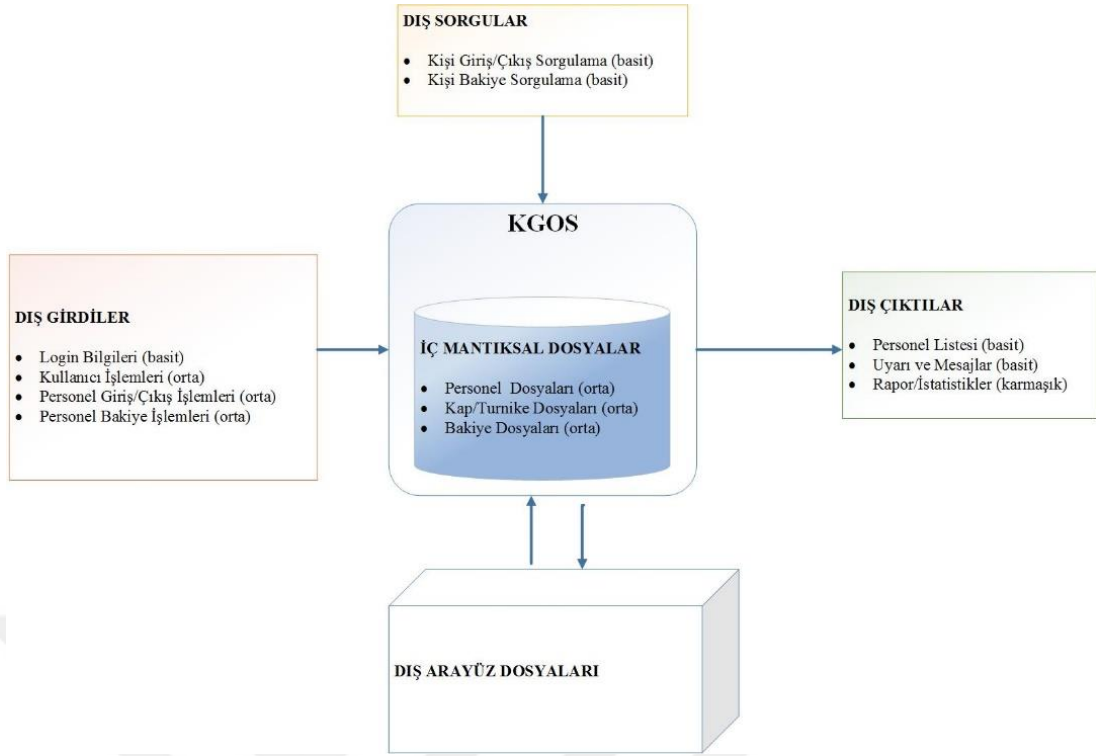 DIŞ SORGULAR
• Kişi Giriş/Çıkış Sorgulama (basit)
• Kişi Bakiye Sorgulama (basit)
KGOS
DIŞ GİRDİLER
• Login Bilgileri (basit)
• Kullanıcı İşlemleri (orta)
• Personel Giriş/Çıkış İşlemleri (orta)
• Personel Bakiye İşlemleri (orta)
İÇ MANTIKSAL DOSYALAR
• Personel Dosyaları (orta)
• Kap/Turnike Dosyaları (orta)
• Bakiye Dosyaları (orta)
DIŞ ÇIKTILAR
• Personel Listesi (basit)
• Uyarı ve Mesajlar (basit)
• Rapor/İstatistikler (karmaşık)
DIŞ ARAYÜZ DOSYALARI